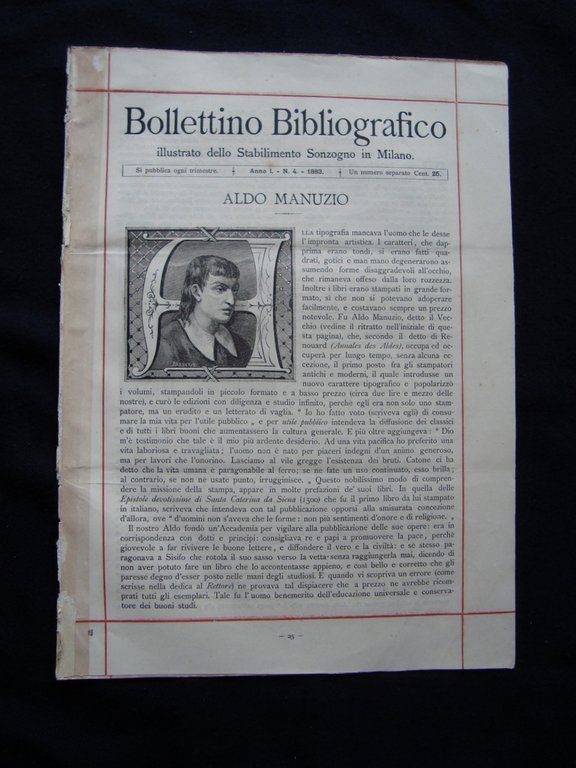 Bollettino Bibliografico
illustrato dello Stabilimento Sonzogno in Milano.
Si pubblica ogni trimestre. Anno I. - N. 4 - 1883. Un numero separato Cent. 25.
ALDO MANUZIO
ALLA tipografia mancava l'uomo che le desse
l'impronta artistica. I caratteri, che dap-
prima erano tondi, si erano fatti qua-
drati, gotici e man mano degenerarono as-
sumendo forme disaggradevoli all'occhio,
che rimaneva offeso dalla loro rozzezza.
Inoltre i libri erano stampati in grande for-
mato, sì che non si potevano adoperare
facilmente, e costavano sempre un prezzo
notevole. Fu Aldo Manuzio, detto il Vec-
chio (vedine il ritratto nell'iniziale di que-
sta pagina), che, secondo il detto di Re-
nouard (Annales des Aldes), occupa ed oc-
cuperà per lungo tempo, senza alcuna ec-
cezione, il primo posto fra gli stampatori
antichi e moderni, il quale introdusse un
nuovo carattere tipografico e popolarizzò
i volumi, stampandoli in piccolo formato e a basso prezzo (circa due lire e mezzo delle
nostre), e curò le edizioni con diligenza e studio infinito, perchè egli era non solo uno stam-
patore, ma un erudito e un letterato di vaglia. " Io ho fatto voto (scriveva egli) di consu-
mare la mia vita per l'utile pubblico „ e per utile pubblico intendeva la diffusione dei classici
e di tutti i libri buoni che aumentassero la cultura generale. E più oltre aggiungeva: " Dio
m'è testimonio che tale è il mio più ardente desiderio. Ad una vita pacifica ho preferito una
vita laboriosa e travagliata; l'uomo non è nato per piaceri indegni d'un animo generoso,
ma per lavori che l'onorino. Lasciamo al vile gregge l'esistenza dei bruti. Catone ci ha
detto che la vita umana è paragonabile al ferro; se ne fate un uso continuato, esso brilla;
al contrario, se non ne usate punto, irrugginisce. „ Questo nobilissimo modo di compren-
dere la missione della stampa, appare in molte prefazioni de' suoi libri. In quella delle
Epistole devotissime di Santa Caterina da Siena (1500) che fu il primo libro da lui stampato
in italiano, scriveva che intendeva con tal pubblicazione opporsi alla smisurata concezione
d'allora, ove " d'uomini non s'aveva che le forme: non più sentimenti d'onore e di religione. „
Il nostro Aldo fondò un'Accademia per vigilare alla pubblicazione delle sue opere: era in
corrispondenza con dotti e principi: consigliava re e papi a promuovere la pace, perchè
giovevole a far rivivere le buone lettere, e diffondere il vero e la civiltà: e sè stesso pa-
ragonava a Sisifo che rotola il suo sasso verso la vetta senza raggiungerla mai, dicendo di
non aver potuto fare un libro che lo accontentasse appieno, e così bello e corretto che gli
paresse degno d'esser posto nelle mani degli studiosi. E quando vi scopriva un errore (come
scrisse nella dedica al Rettore) ne provava tal dispiacere che a prezzo ne avrebbe ricom-
prati tutti gli esemplari. Tale fu l'uomo benemerito dell'educazione universale e conserva-
tore dei buoni studi.
- 25 -